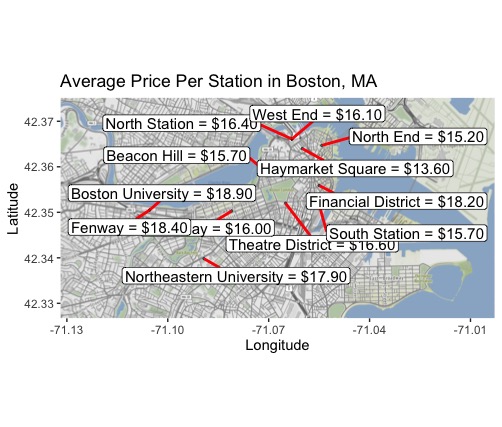 Average Price Per Station in Boston, MA
West End = $16.10
North Station = $16.40
North End = $15.20
Beacon Hill = $15.70
Haymarket Square = $13.60
Boston University = $18.90
Financial District = $18.20
Fenway = $18.40
ay = $16.00
South Station = $15.70
Theatre District = $16.60
Northeastern University = $17.90
42.37
42.36
42.35
42.34
42.33
Latitude
-71.13 -71.10 -71.07 -71.04 -71.01
Longitude